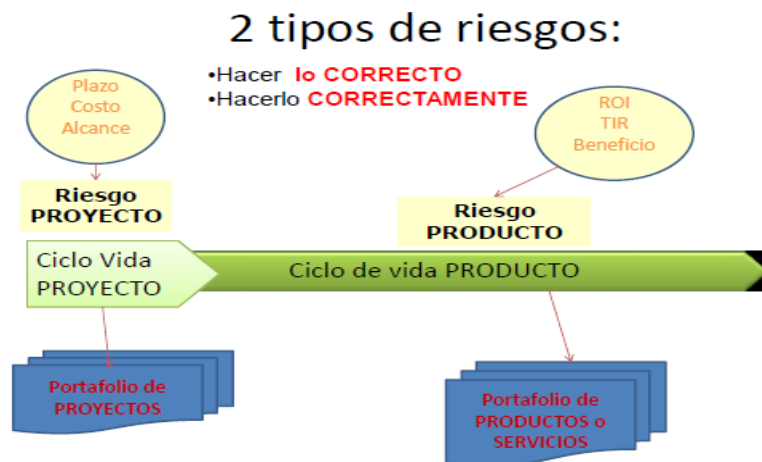 2 tipos de riesgos:
•Hacer lo CORRECTO
•Hacerlo CORRECTAMENTE
Plazo
Costo
Alcance
ROI
TIR
Beneficio
Riesgo
PROYECTO
Riesgo
PRODUCTO
Ciclo Vida
PROYECTO
Ciclo de vida PRODUCTO
Portafolio de
PROYECTOS
Portafolio de
PRODUCTOS o
SERVICIOS